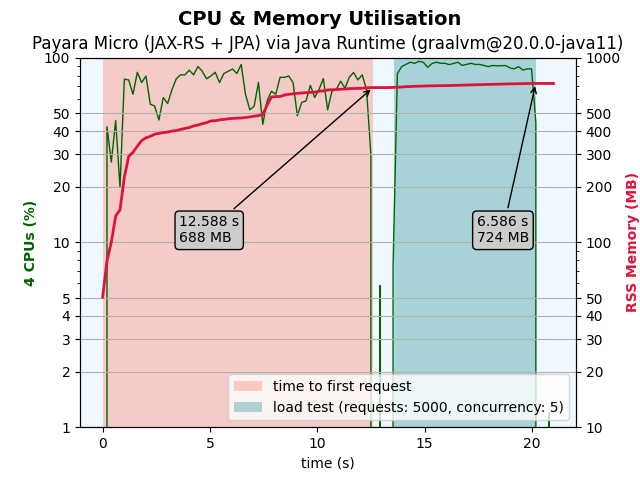 CPU & Memory Utilisation
Payara Micro (JAX-RS + JPA) via Java Runtime (graalvm@20.0.0-java11)
100
50
40
30
20
10
5
4
3
2
1
4 CPUs (%)
1000
500
400
300
200
100
50
40
30
20
10
RSS Memory (MB)
12.588 s
688 MB
6.586 s
724 MB
time to first request
load test (requests: 5000, concurrency: 5)
0 5 10 15 20
time (s)